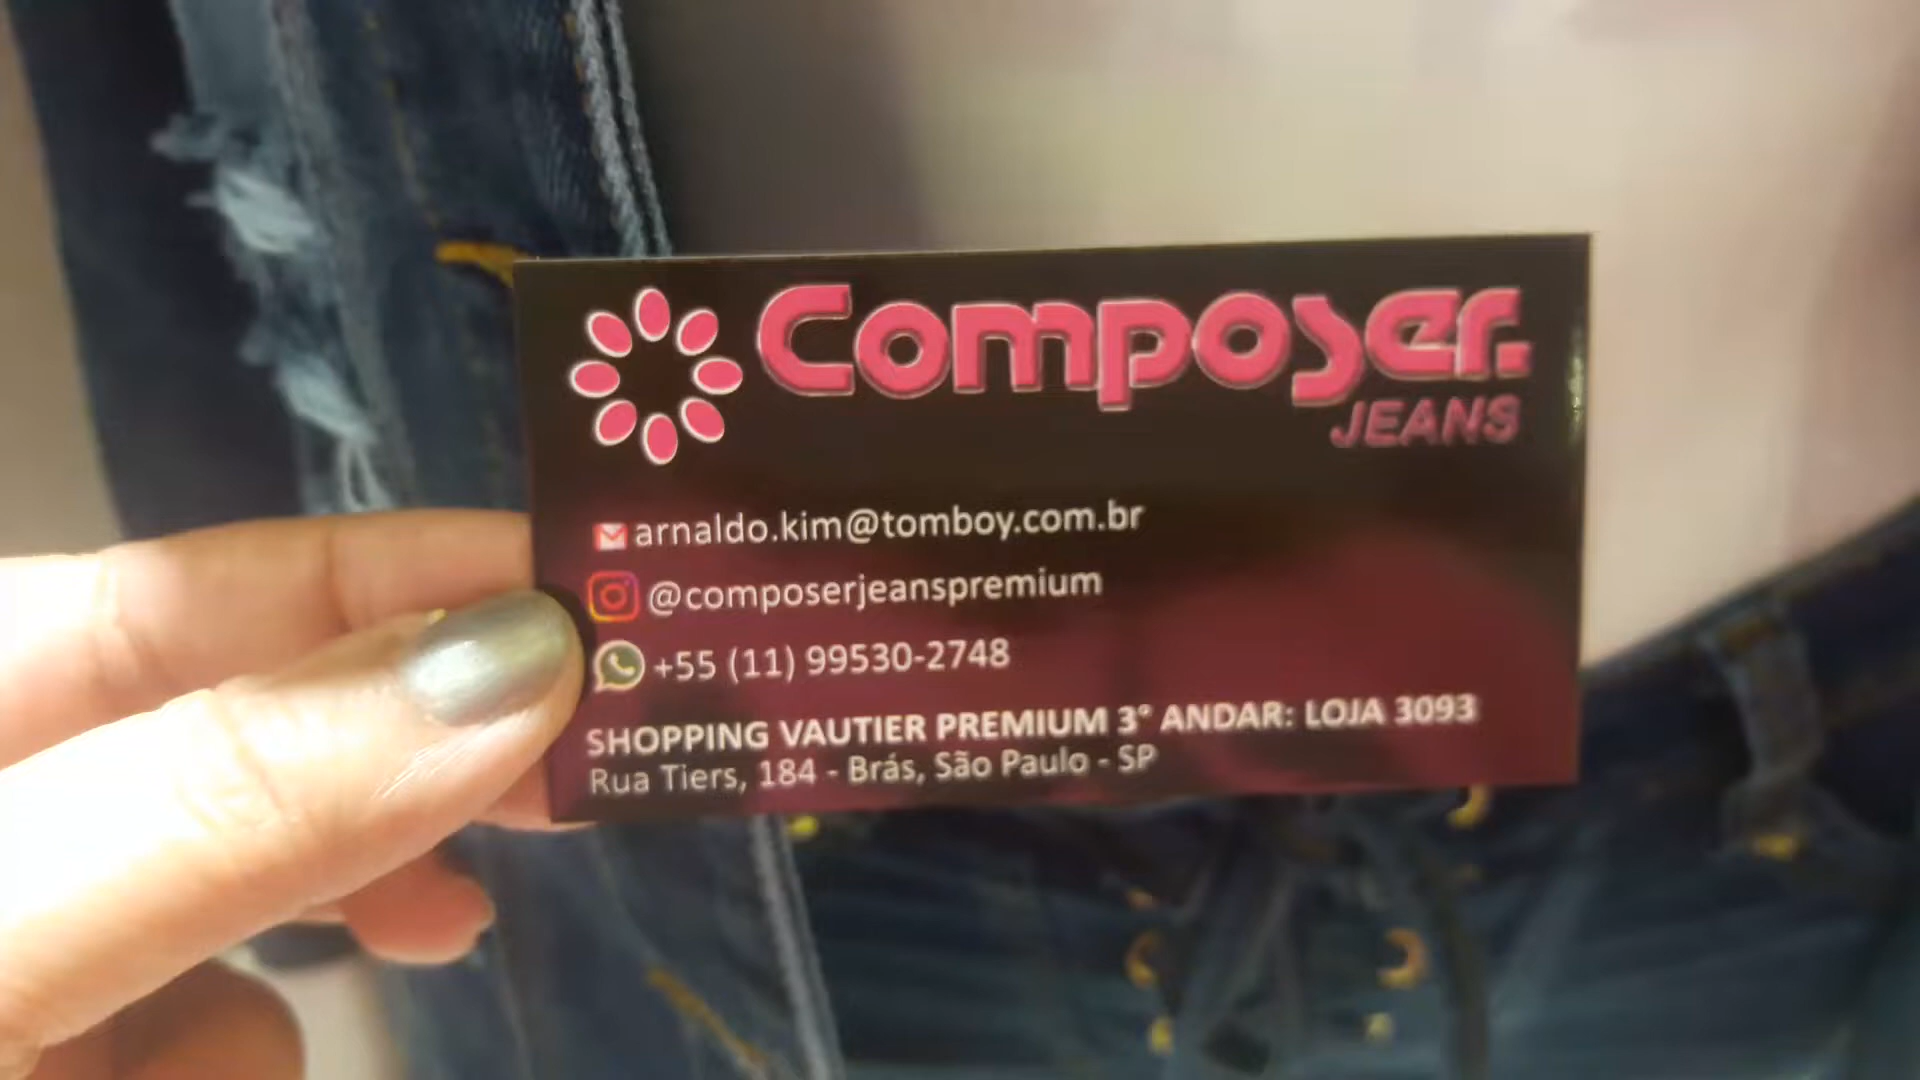 Composer.
JEANS
arnaldo.kim@tomboy.com.br
@composerjeanspremium
+55 (11) 99530-2748
SHOPPING VAUTIER PREMIUM 3° ANDAR: LOJA 3093
Rua Tiers, 184 - Brás, São Paulo - SP